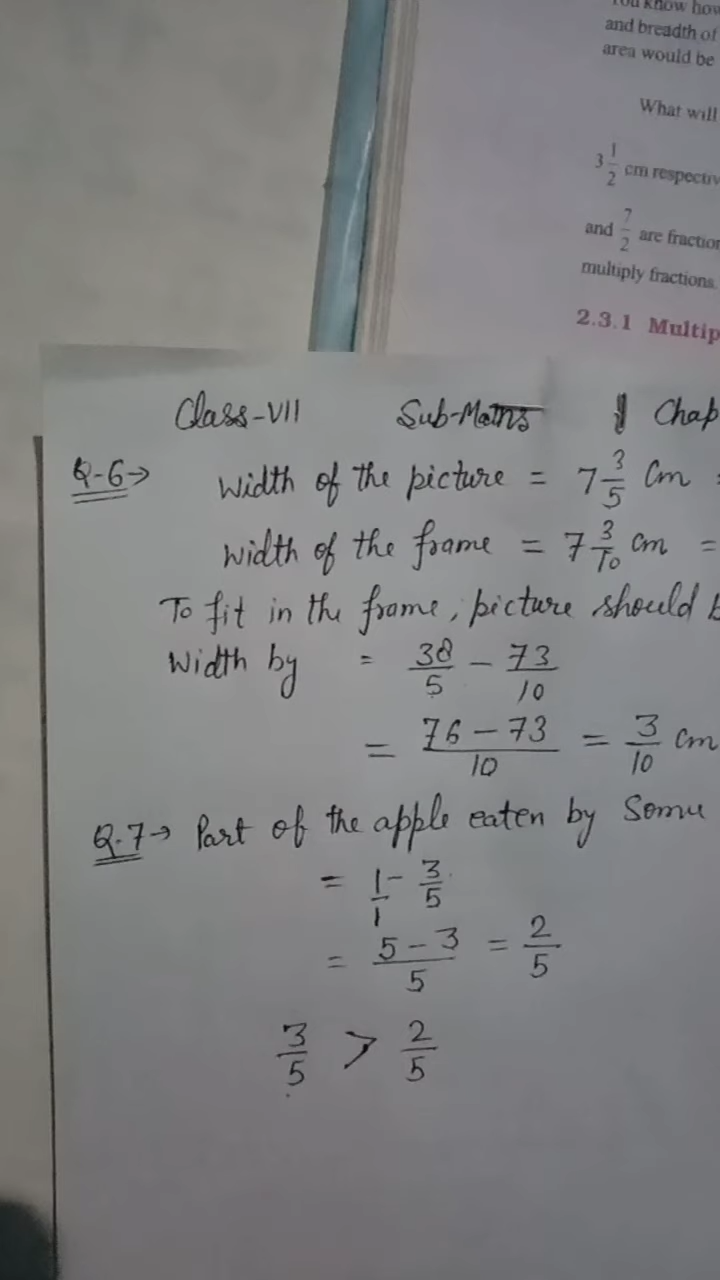 You know how
and breadth of
area would be
What will
3 1/2 cm respectiv
and 7/2 are fraction
multiply fractions.
2.3.1 Multip
Class-VII Sub-Maths Chap
Q-6→ Width of the picture = 7 3/5 Cm =
Width of the frame = 7 3/10 cm =
To fit in the frame, picture should b
Width by = 38/5 - 73/10
= 76-73/10 = 3/10 cm
Q.7→ Part of the apple eaten by Somu
= 1/1 - 3/5
= 5-3/5 = 2/5
3/5 > 2/5